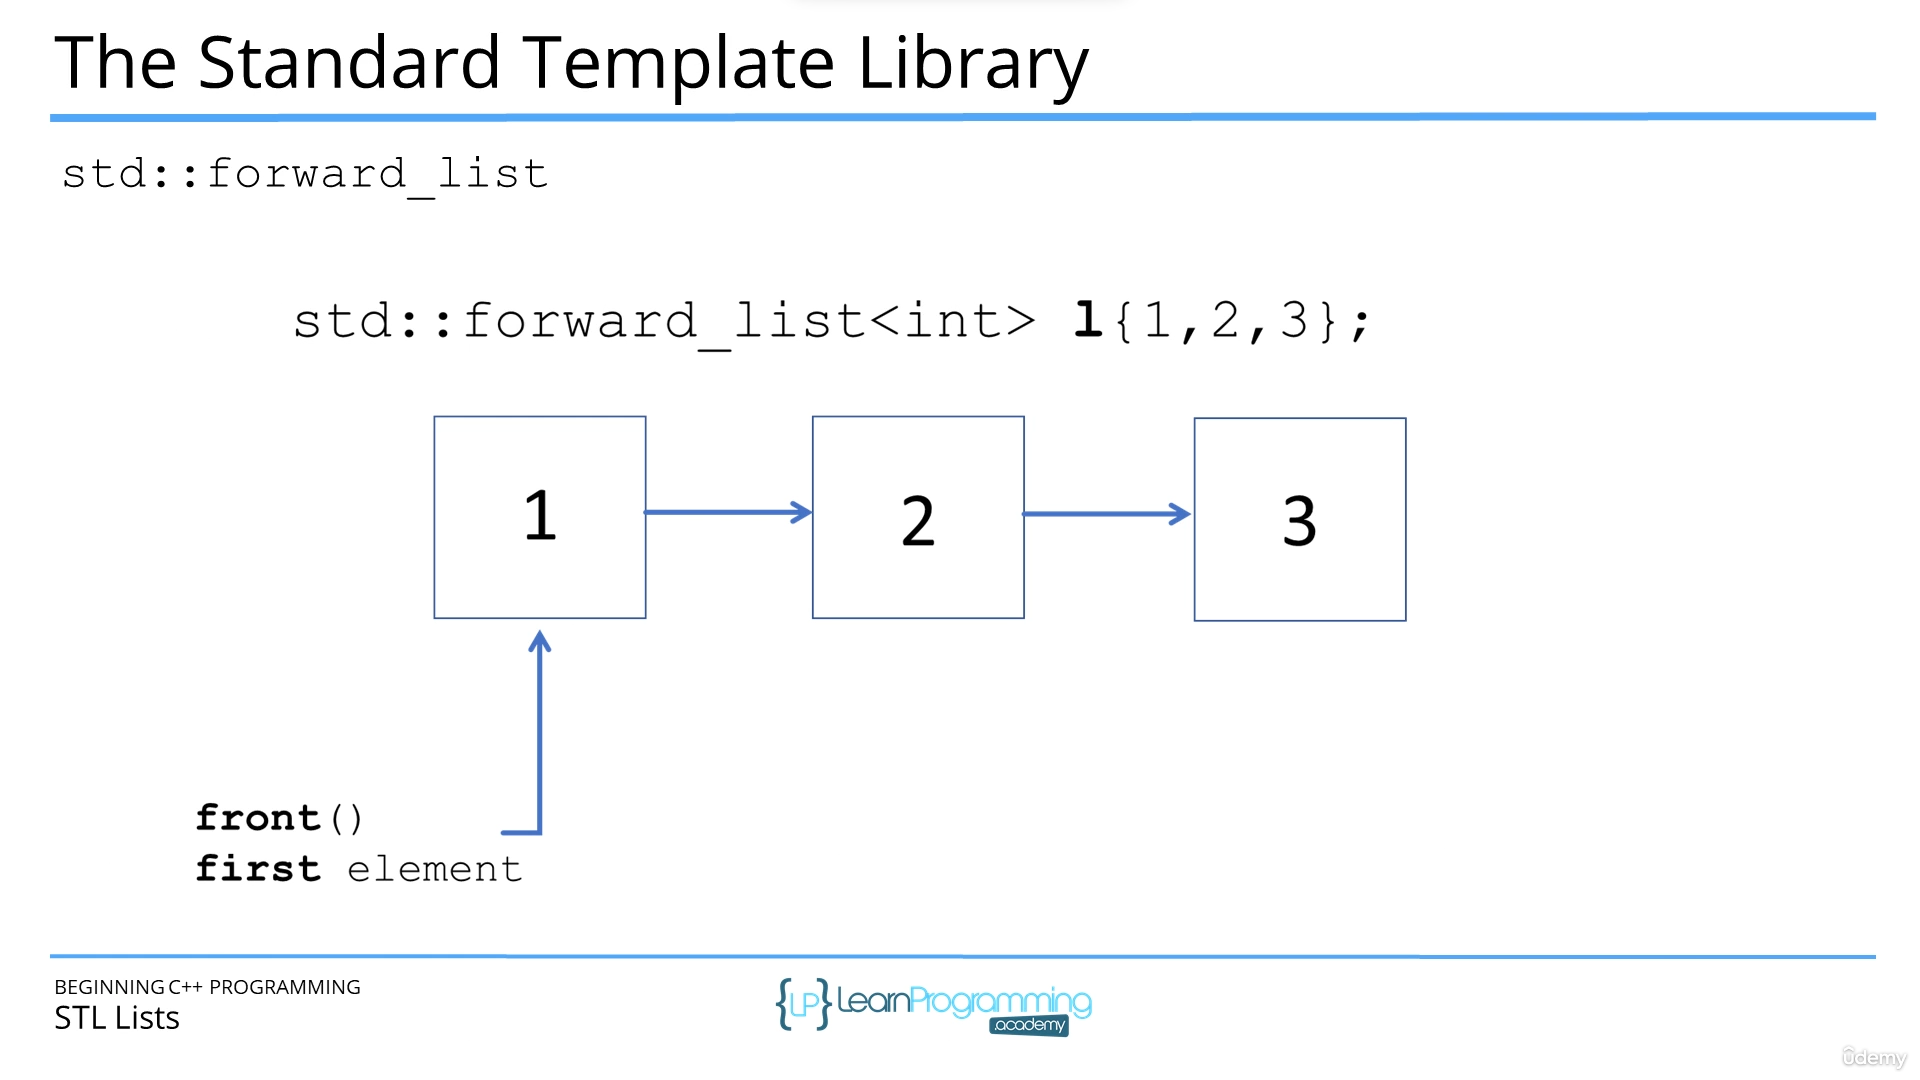 The Standard Template Library
std::forward_list
std::forward_list<int> l{1,2,3};
1
2
3
front()
first element
BEGINNING C++ PROGRAMMING
STL Lists
{LP} LearnProgramming
.academy
ûdemy